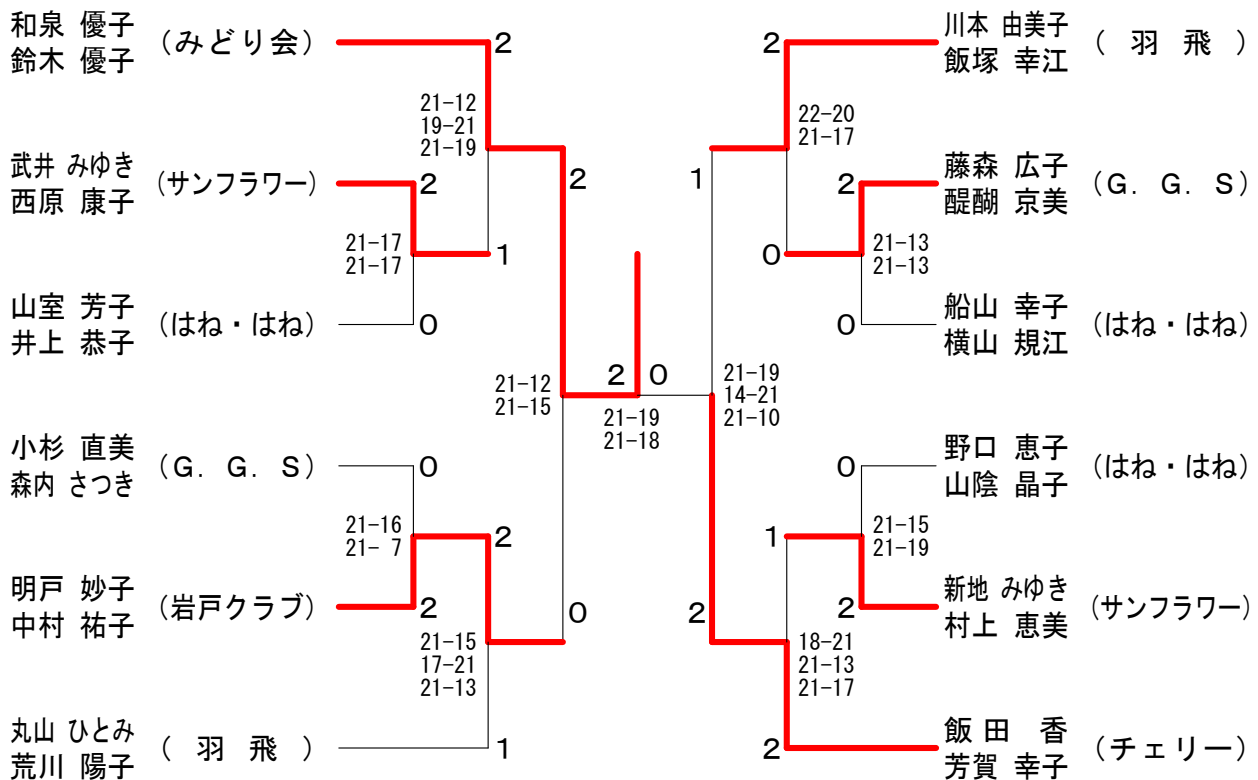 和泉 優子
鈴木 優子
(みどり会)
2
21-12
19-21
21-19
武井 みゆき
西原 康子
(サンフラワー)
2
21-17
21-17
1
山室 芳子
井上 恭子
(はね・はね)
0
2
21-12
21-15
小杉 直美
森内 さつき
(G. G. S)
0
21-16
21- 7
2
明戸 妙子
中村 祐子
(岩戸クラブ)
2
21-15
17-21
21-13
0
丸山 ひとみ
荒川 陽子
( 羽 飛 )
1
2 0
21-19
21-18
川本 由美子
飯塚 幸江
( 羽 飛 )
2
22-20
21-17
1
藤森 広子
醍醐 京美
(G. G. S)
2
21-13
21-13
0
船山 幸子
横山 規江
(はね・はね)
0
21-19
14-21
21-10
野口 恵子
山陰 晶子
(はね・はね)
0
21-15
21-19
1
新地 みゆき
村上 恵美
(サンフラワー)
2
2
18-21
21-13
21-17
飯田 香
芳賀 幸子
(チェリー)
2